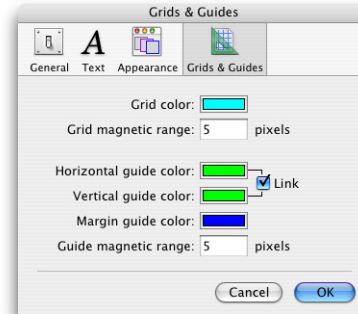 Grids & Guides
General Text Appearance Grids & Guides
Grid color:
Grid magnetic range: 5 pixels
Horizontal guide color:
Link
Vertical guide color:
Margin guide color:
Guide magnetic range: 5 pixels
Cancel OK